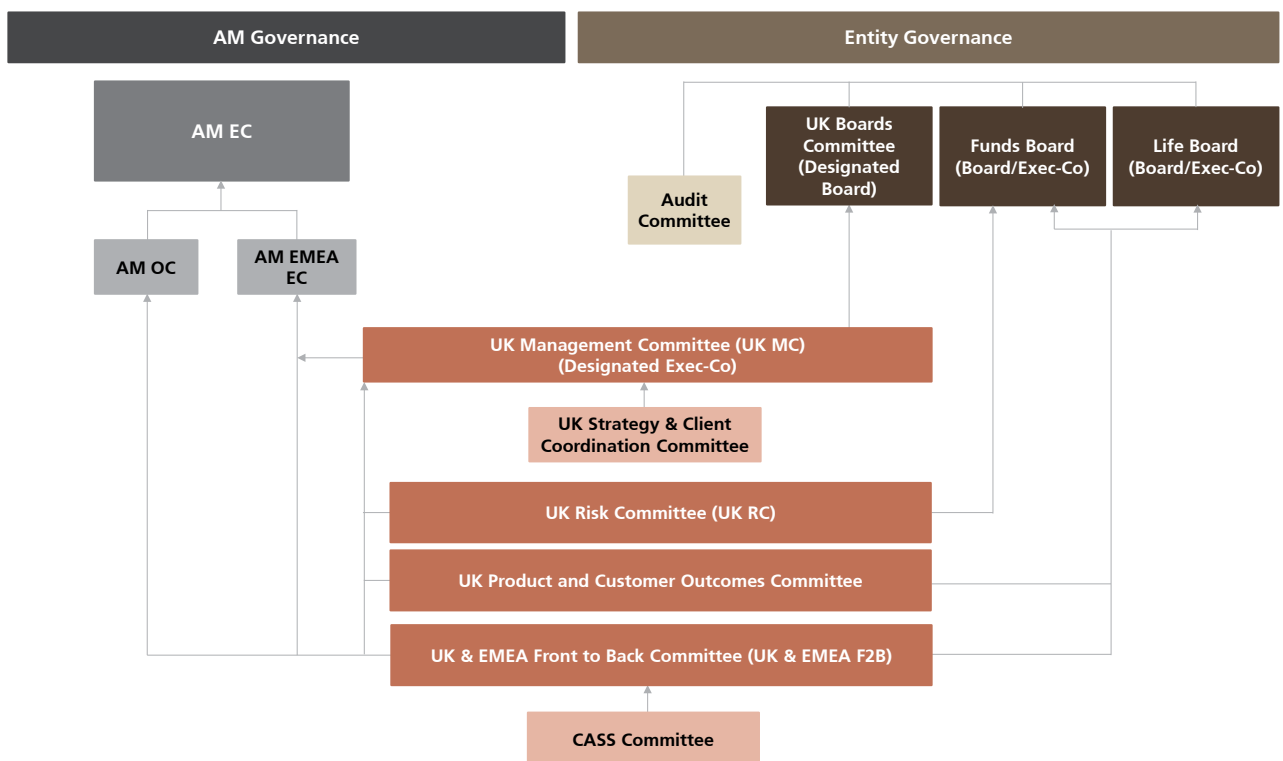 AM Governance
Entity Governance
AM EC
UK Boards
Committee
(Designated
Board)
Funds Board
(Board/Exec-Co)
Life Board
(Board/Exec-Co)
Audit
Committee
AM OC
AM EMEA
EC
UK Management Committee (UK MC)
(Designated Exec-Co)
UK Strategy & Client
Coordination Committee
UK Risk Committee (UK RC)
UK Product and Customer Outcomes Committee
UK & EMEA Front to Back Committee (UK & EMEA F2B)
CASS Committee